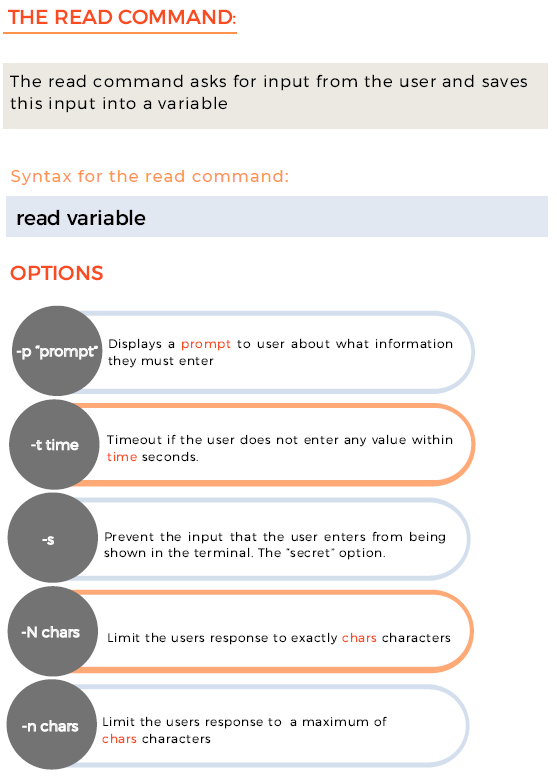 THE READ COMMAND:
The read command asks for input from the user and saves
this input into a variable
Syntax for the read command:
read variable
OPTIONS
-p “prompt”
Displays a prompt to user about what information
they must enter
-t time
Timeout if the user does not enter any value within
time seconds.
-s
Prevent the input that the user enters from being
shown in the terminal. The “secret” option.
-N chars
Limit the users response to exactly chars characters
-n chars
Limit the users response to a maximum of
chars characters